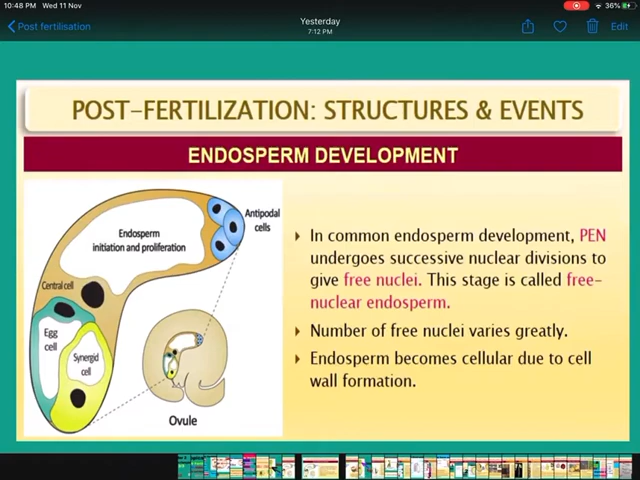 10:48 PM Wed 11 Nov
36%
Post fertilisation
Yesterday
7:12 PM
Edit
POST-FERTILIZATION: STRUCTURES & EVENTS
ENDOSPERM DEVELOPMENT
Antipodal
cells
Endosperm
initiation and proliferation
Central cell
Egg
cell
Synergid
cell
Ovule
In common endosperm development, PEN
undergoes successive nuclear divisions to
give free nuclei. This stage is called free-
nuclear endosperm.
Number of free nuclei varies greatly.
Endosperm becomes cellular due to cell
wall formation.